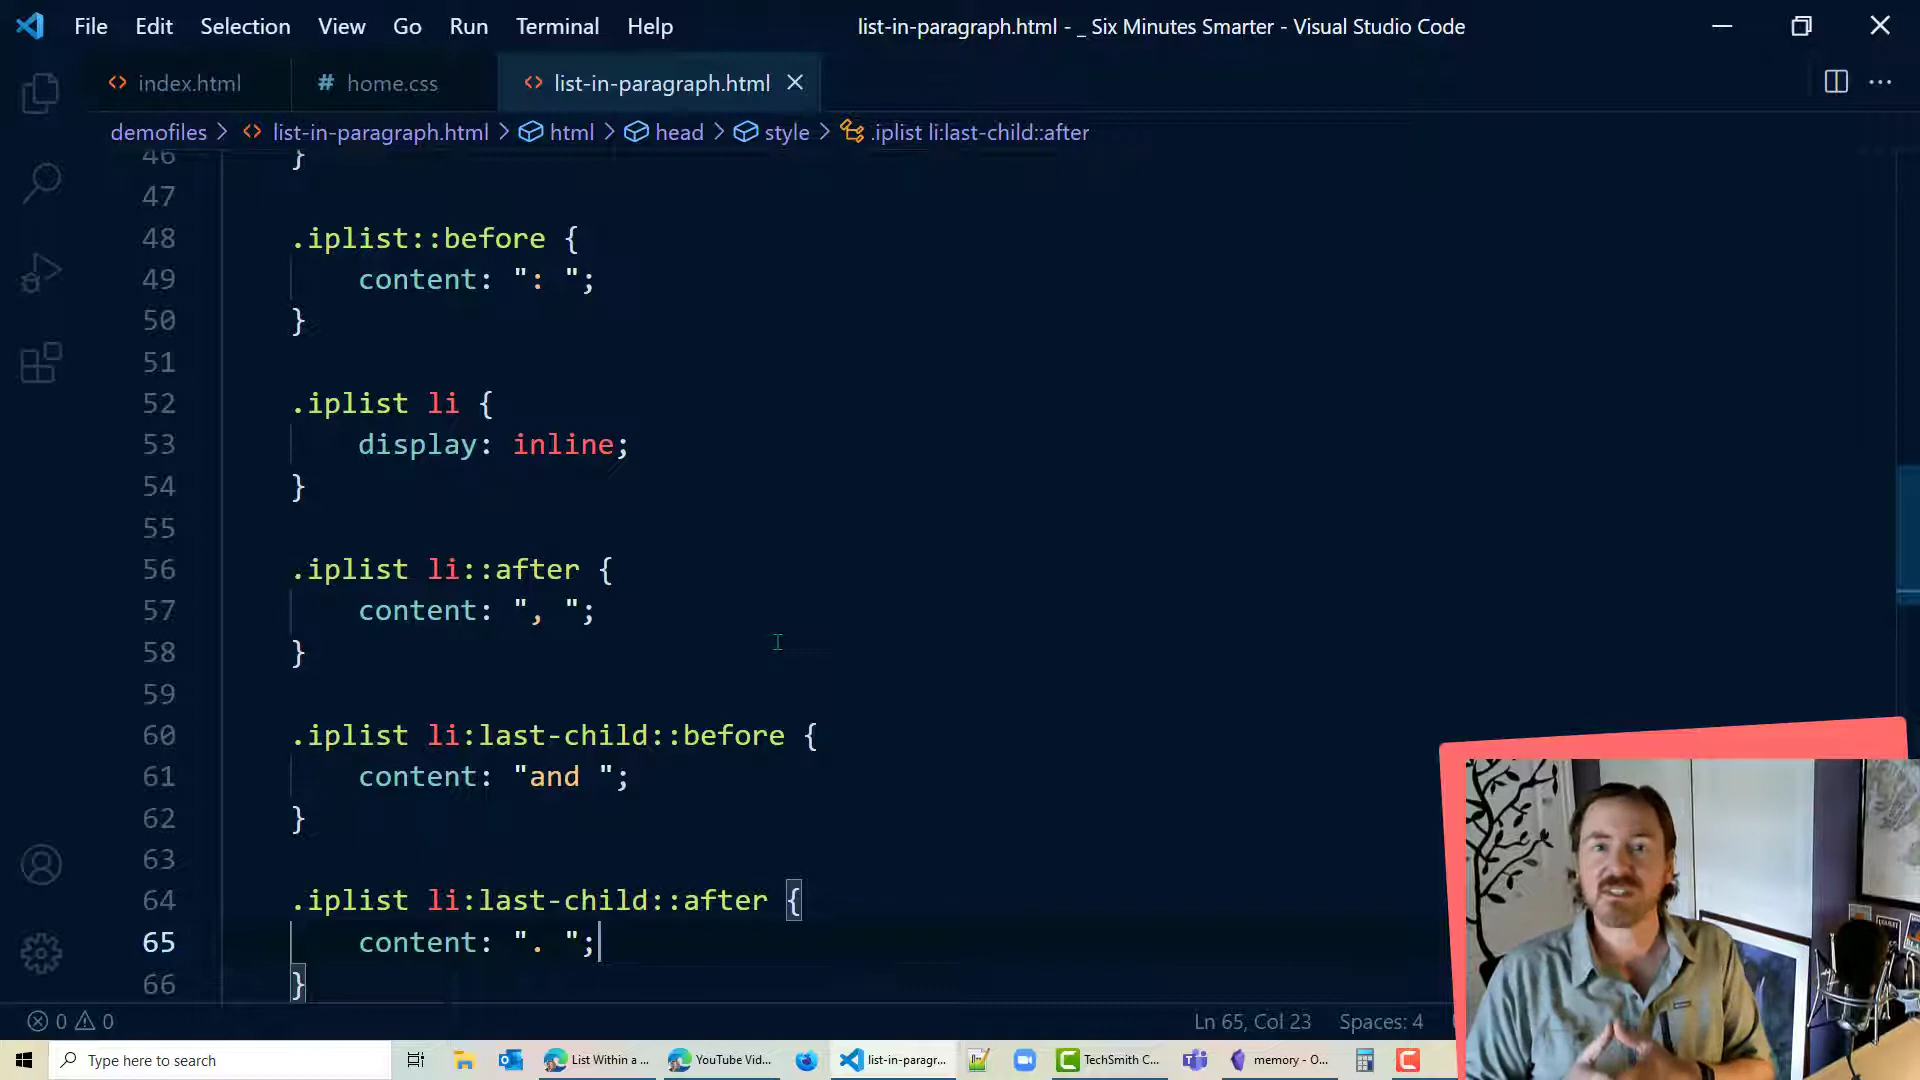 File Edit Selection View Go Run Terminal Help list-in-paragraph.html - _ Six Minutes Smarter - Visual Studio Code
<> index.html # home.css <> list-in-paragraph.html
demofiles > <> list-in-paragraph.html > html > head > style > .iplist li:last-child::after
46 }
47
48 .iplist::before {
49 content: ": ";
50 }
51
52 .iplist li {
53 display: inline;
54 }
55
56 .iplist li::after {
57 content: ", ";
58 }
59
60 .iplist li:last-child::before {
61 content: "and ";
62 }
63
64 .iplist li:last-child::after {
65 content: ". ";
66 }
0 0 Ln 65, Col 23 Spaces: 4
Type here to search List Within a ... YouTube Vid... list-in-paragr... TechSmith C... memory - O...